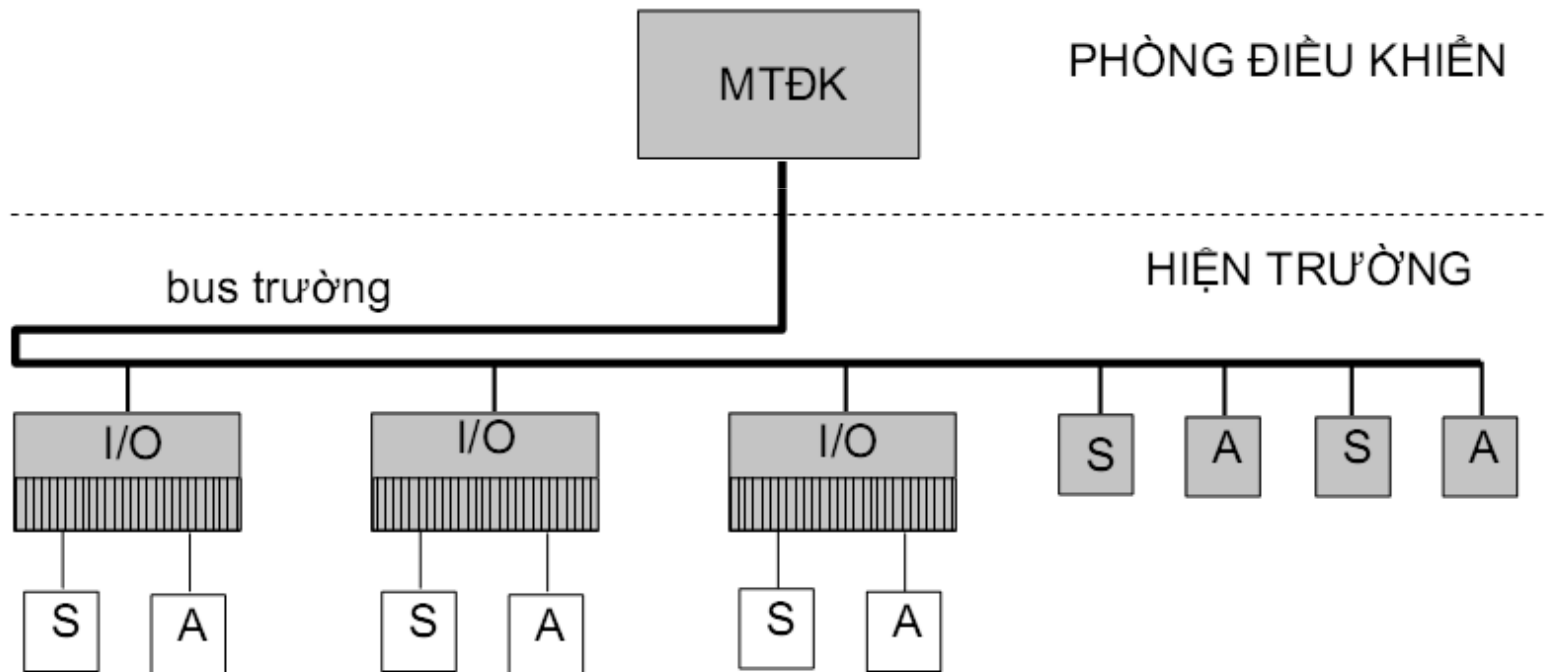 MTĐK
PHÒNG ĐIỀU KHIỂN
HIỆN TRƯỜNG
bus trường
I/O
I/O
I/O
S
A
S
A
S
A
S
A
S
A